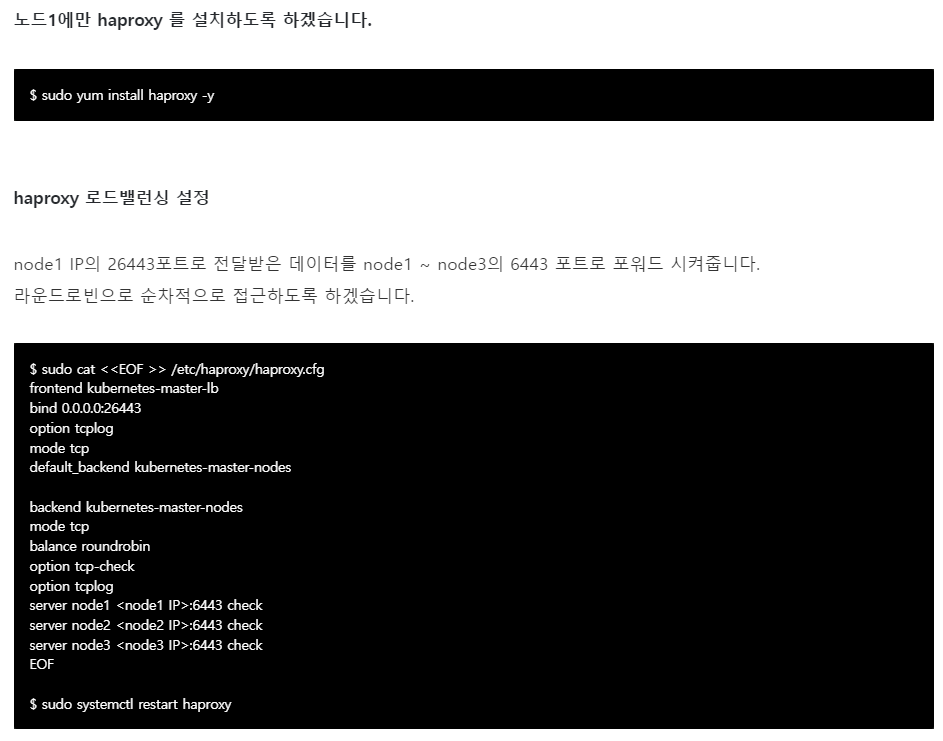 노드1에만 haproxy 를 설치하도록 하겠습니다.
$ sudo yum install haproxy -y
haproxy 로드밸런싱 설정
node1 IP의 26443포트로 전달받은 데이터를 node1 ~ node3의 6443 포트로 포워드 시켜줍니다.
라운드로빈으로 순차적으로 접근하도록 하겠습니다.
$ sudo cat <<EOF >> /etc/haproxy/haproxy.cfg
frontend kubernetes-master-lb
bind 0.0.0.0:26443
option tcplog
mode tcp
default_backend kubernetes-master-nodes
backend kubernetes-master-nodes
mode tcp
balance roundrobin
option tcp-check
option tcplog
server node1 <node1 IP>:6443 check
server node2 <node2 IP>:6443 check
server node3 <node3 IP>:6443 check
EOF
$ sudo systemctl restart haproxy